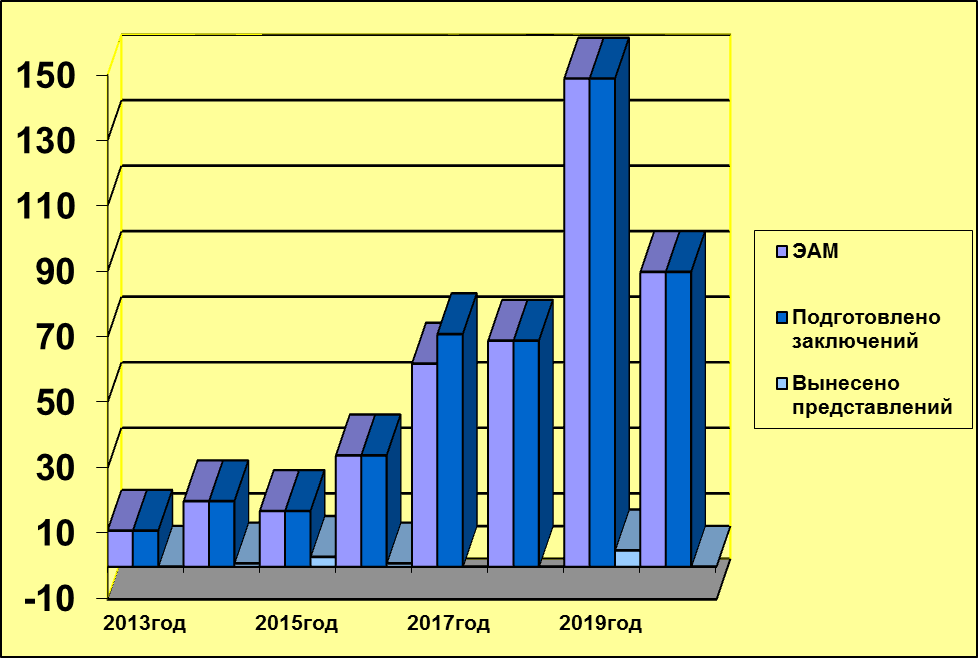 150
130
110
90
70
50
30
10
-10
2013год 2015год 2017год 2019год
ЭАМ
Подготовлено
заключений
Вынесено
представлений